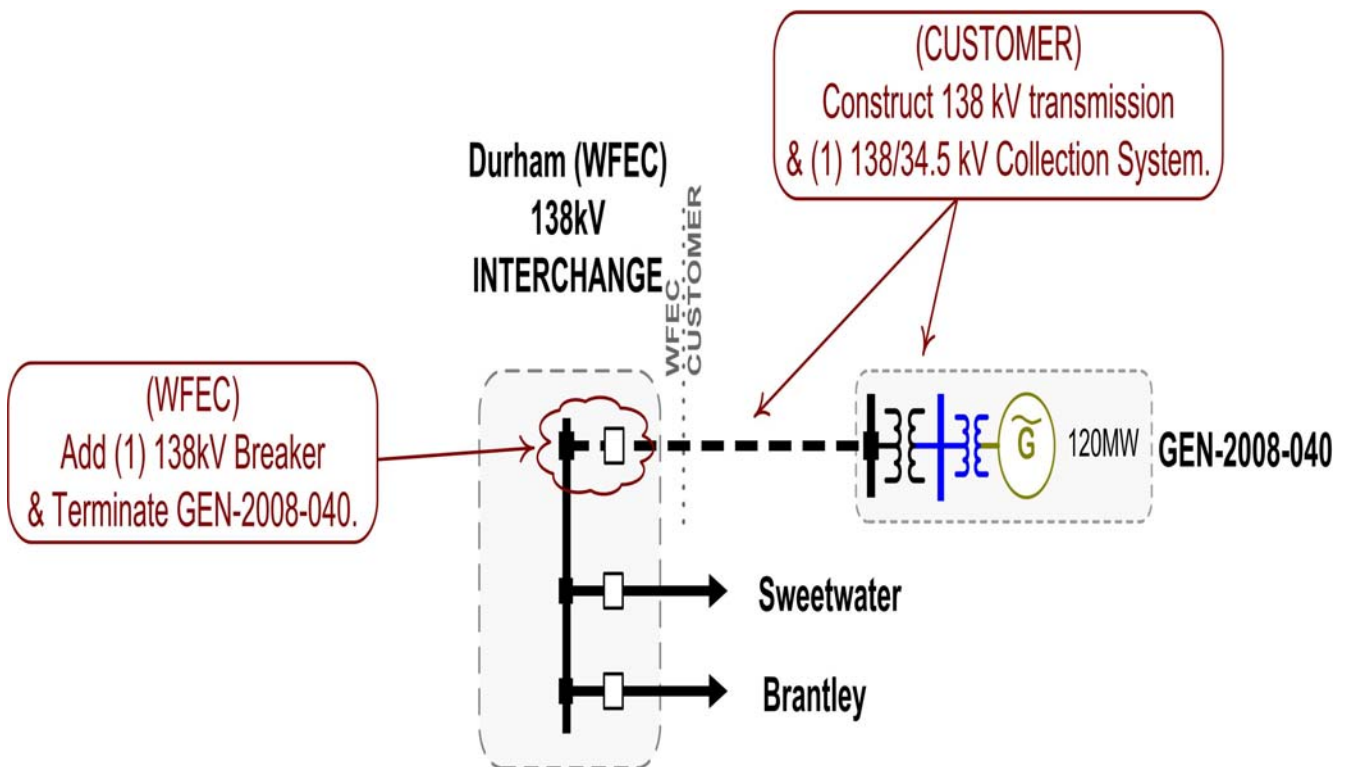 (CUSTOMER)
Construct 138 kV transmission
& (1) 138/34.5 kV Collection System.
Durham (WFEC)
138kV
INTERCHANGE
WFEC
CUSTOMER
(WFEC)
Add (1) 138kV Breaker
& Terminate GEN-2008-040.
G
120MW
GEN-2008-040
Sweetwater
Brantley